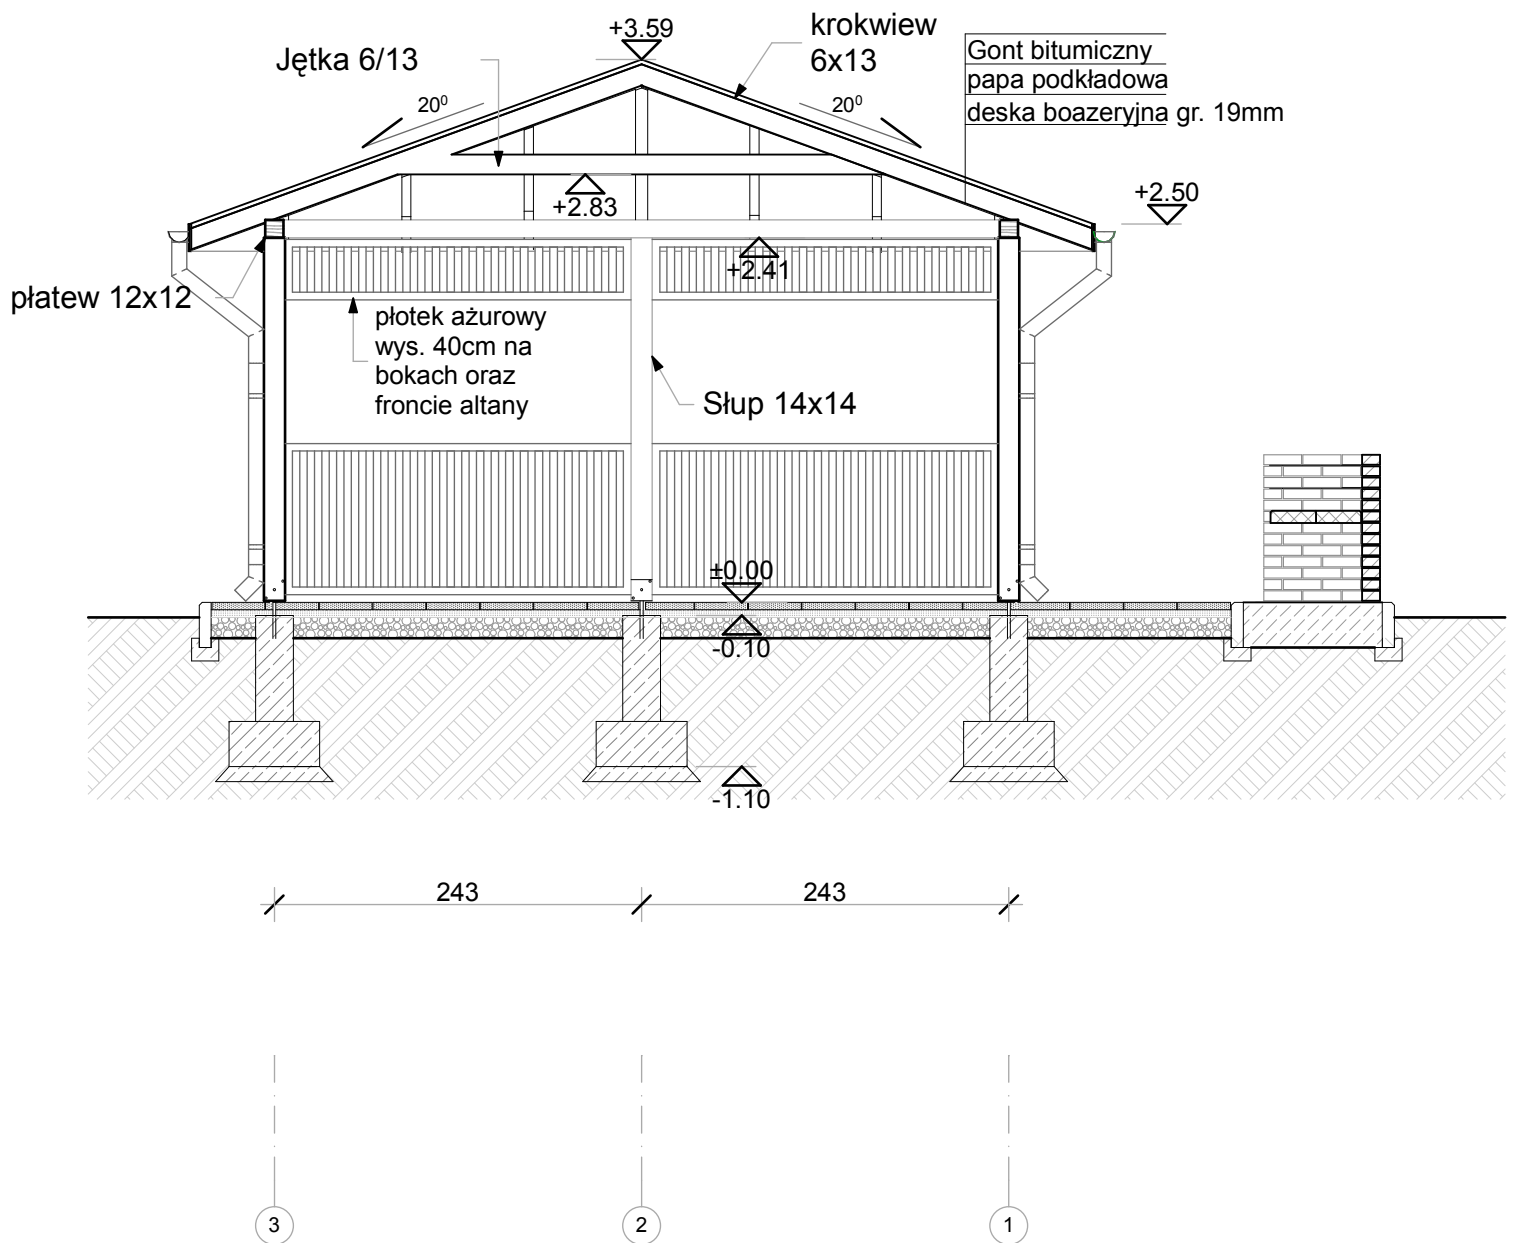 +3.59
krokwiew
6x13
Jętka 6/13
Gont bitumiczny
papa podkładowa
deska boazeryjna gr. 19mm
20⁰
20⁰
+2.83
+2.50
+2.41
płatew 12x12
płotek ażurowy
wys. 40cm na
bokach oraz
froncie altany
Słup 14x14
±0.00
-0.10
-1.10
243
243
3
2
1